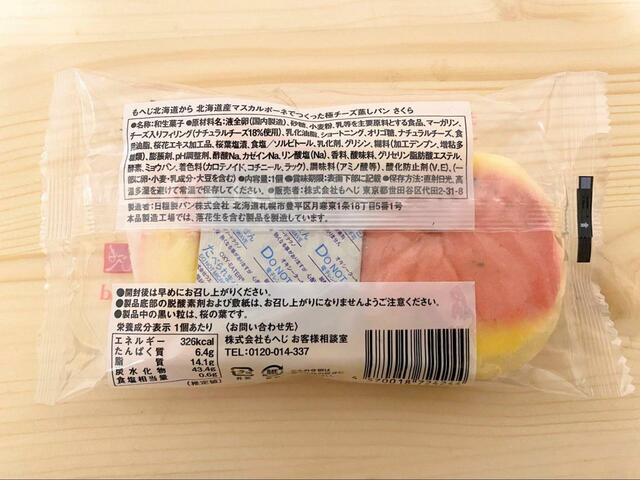 もへじ北海道から 北海道産マスカルポーネでつくった極チーズ蒸しパン さくら
●名称:和生菓子 ●原材料名:液全卵(国内製造)、砂糖、小麦粉、乳等を主要原料とする食品、マーガリン、
チーズ入りフィリング(ナチュラルチーズ18%使用)、乳化油脂、ショートニング、オリゴ糖、ナチュラルチーズ、食
用油脂、桜花エキス加工品、桜葉塩漬、食塩/ソルビトール、乳化剤、グリシン、糊料(加工デンプン、増粘多
糖類)、膨脹剤、pH調整剤、酢酸Na、カゼインNa、リン酸塩(Na)、香料、酸味料、グリセリン脂肪酸エステル、
酵素、ミョウバン、着色料(カロテノイド、コチニール、ラック)、調味料(アミノ酸等)、酸化防止剤(V.E)、(一
部に卵・小麦・乳成分・大豆を含む) ●内容量:1個 ●賞味期限:表面下部に記載 ●保存方法:直射日光、高
温多湿を避けて常温で保存してください。 ●販売者:株式会社もへじ 東京都世田谷区代田2-31-8
製造者:日糧製パン株式会社 北海道札幌市豊平区月寒東1条18丁目5番1号
本品製造工場では、落花生を含む製品を製造しています。
DO NOT
DO NOT
OXY-EATER
たべられません
●開封後は早めにお召し上がりください。
●製品底部の脱酸素剤および敷紙は、お召し上がりになりませんようご注意ください。
●製品中の黒い粒は、桜の葉です。
栄養成分表示 1個あたり
エネルギー 326kcal
たんぱく質 6.4g
脂質 14.1g
炭水化物 43.4g
食塩相当量 0.6g
(推定値)
〈お問い合わせ先〉
株式会社もへじ お客様相談室
TEL:0120-014-337